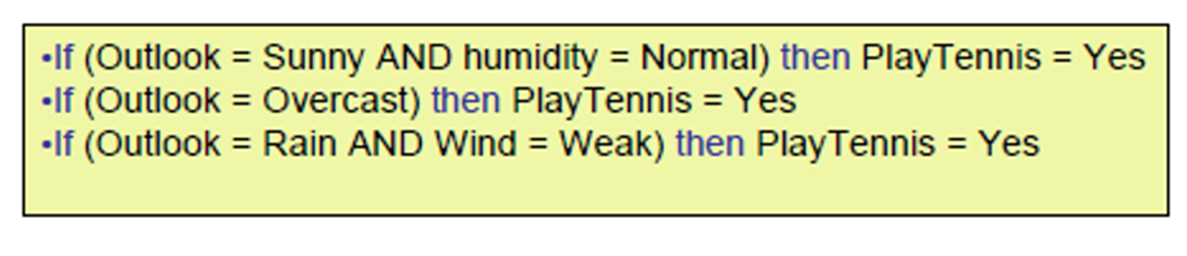 •If (Outlook = Sunny AND humidity = Normal) then PlayTennis = Yes
•If (Outlook = Overcast) then PlayTennis = Yes
•If (Outlook = Rain AND Wind = Weak) then PlayTennis = Yes